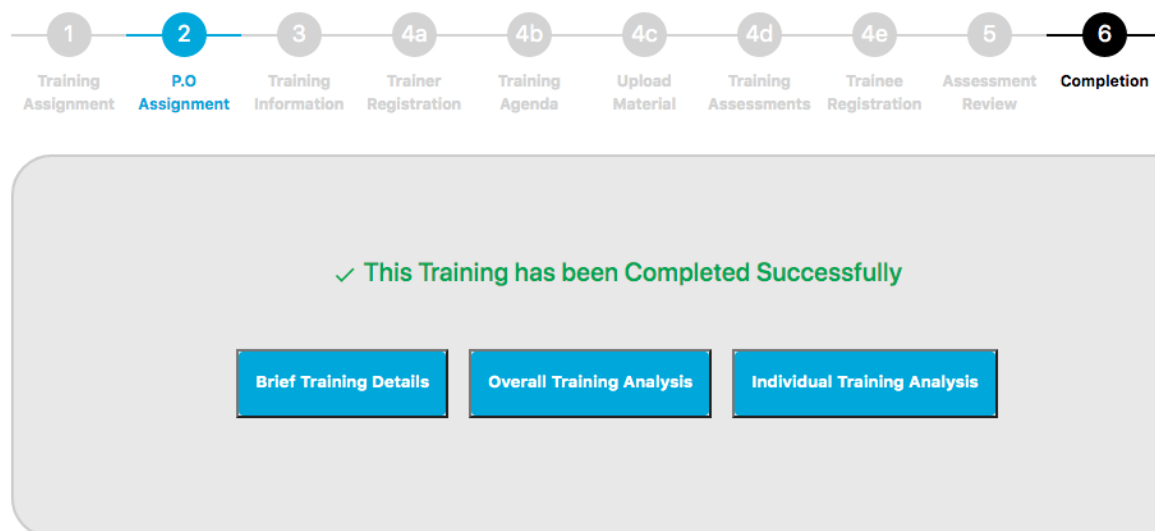 1 2 3 4a 4b 4c 4d 4e 5 6
Training P.O Training Trainer Training Upload Training Trainee Assessment Completion
Assignment Assignment Information Registration Agenda Material Assessments Registration Review
This Training has been Completed Successfully
Brief Training Details Overall Training Analysis Individual Training Analysis